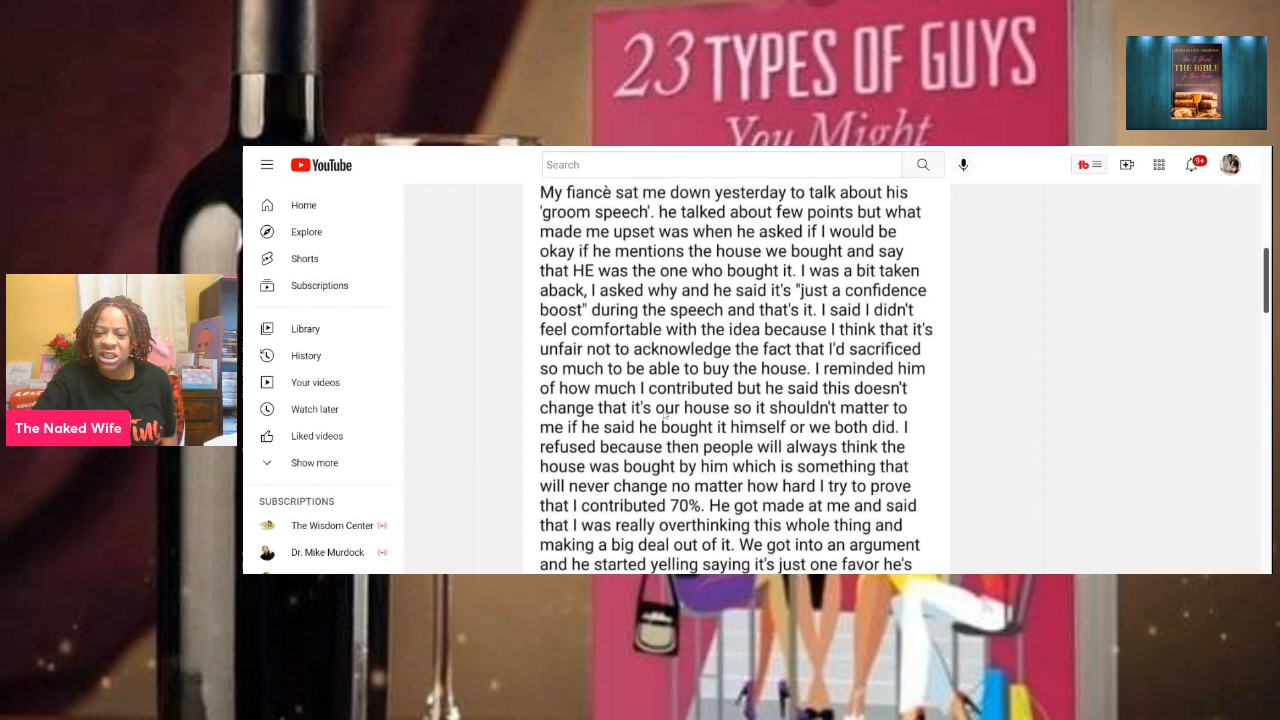 23 TYPES OF GUYS
You Might
THE BIBLE
YouTube
Search
9+
Home
Explore
Shorts
Subscriptions
Library
History
Your videos
Watch later
Liked videos
Show more
SUBSCRIPTIONS
The Wisdom Center
Dr. Mike Murdock
My fiancè sat me down yesterday to talk about his
'groom speech'. he talked about few points but what
made me upset was when he asked if I would be
okay if he mentions the house we bought and say
that HE was the one who bought it. I was a bit taken
aback, I asked why and he said it's "just a confidence
boost" during the speech and that's it. I said I didn't
feel comfortable with the idea because I think that it's
unfair not to acknowledge the fact that I'd sacrificed
so much to be able to buy the house. I reminded him
of how much I contributed but he said this doesn't
change that it's our house so it shouldn't matter to
me if he said he bought it himself or we both did. I
refused because then people will always think the
house was bought by him which is something that
will never change no matter how hard I try to prove
that I contributed 70%. He got made at me and said
that I was really overthinking this whole thing and
making a big deal out of it. We got into an argument
and he started yelling saying it's just one favor he's
The Naked Wife